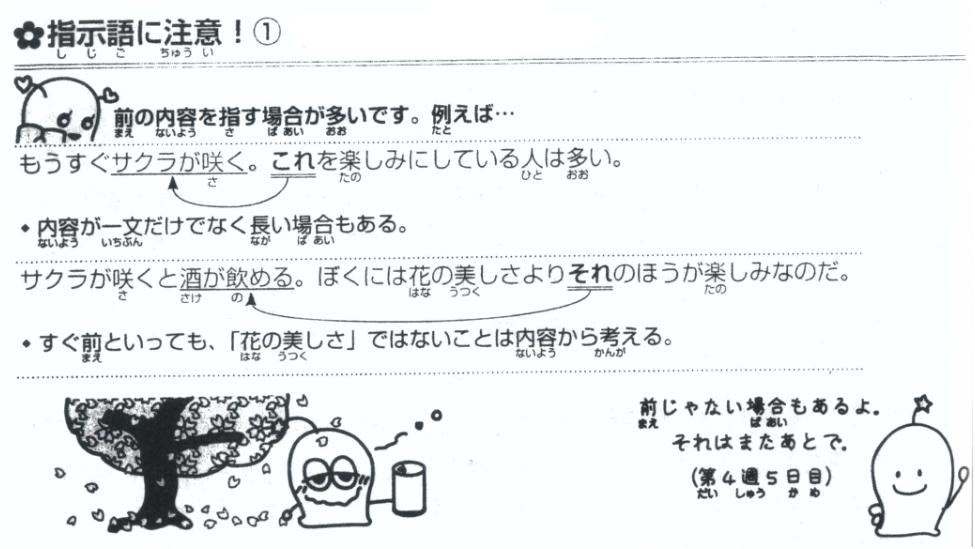 ✿指示語に注意！①
しじご ちゅうい
前の内容を指す場合が多いです。例えば…
まえ ないよう さ ばあい おお たと
もうすぐサクラが咲く。これを楽しみにしている人は多い。
さ たの ひと おお
◆ 内容が一文だけでなく長い場合もある。
ないよう いちぶん なが ばあい
サクラが咲くと酒が飲める。ぼくには花の美しさよりそれのほうが楽しみなのだ。
さ さけ の はな うつく たの
◆ すぐ前といっても、「花の美しさ」ではないことは内容から考える。
まえ はな うつく ないよう かんが
前じゃない場合もあるよ。
まえ ばあい
それはまたあとで。
（第4週5日目）
だい しゅう か め